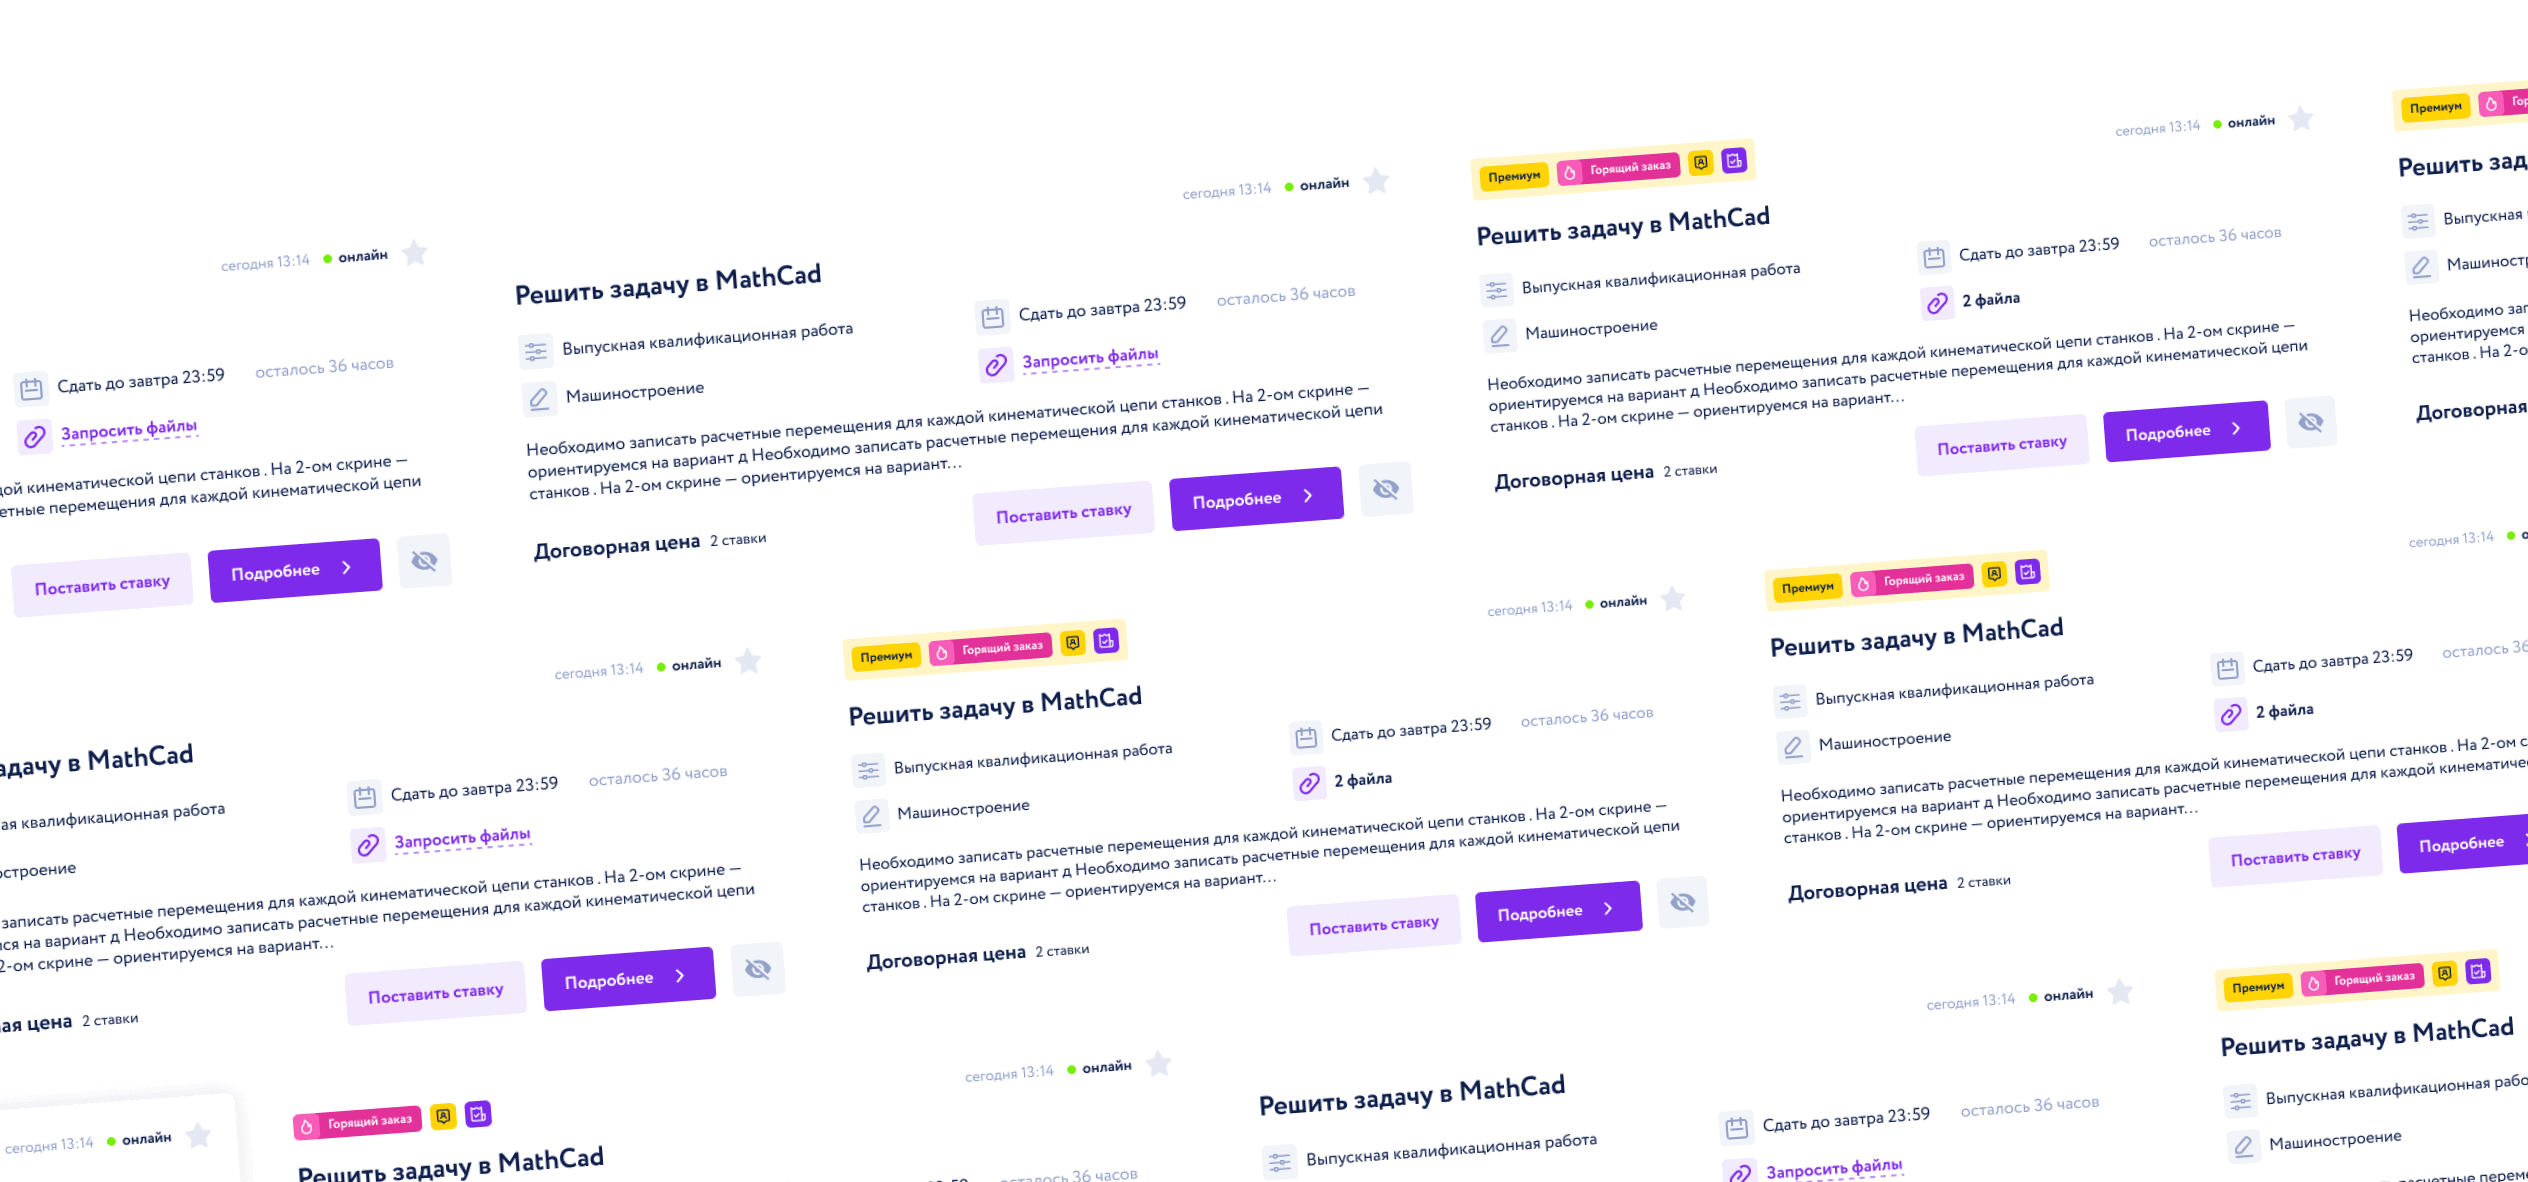 сегодня 13:14 онлайн
Сдать до завтра 23:59 осталось 36 часов
Запросить файлы
кинематической цепи станков . На 2-ом скрине —
перемещения для каждой кинематической цепи
Поставить ставку
Подробнее
сегодня 13:14 онлайн
Решить задачу в MathCad
Выпускная квалификационная работа
Сдать до завтра 23:59 осталось 36 часов
Машиностроение
Запросить файлы
Необходимо записать расчетные перемещения для каждой кинематической цепи станков . На 2-ом скрине —
ориентируемся на вариант д Необходимо записать расчетные перемещения для каждой кинематической цепи
станков . На 2-ом скрине — ориентируемся на вариант...
Договорная цена 2 ставки
Поставить ставку
Подробнее
Премиум Горящий заказ
сегодня 13:14 онлайн
Решить задачу в MathCad
Выпускная квалификационная работа
Сдать до завтра 23:59 осталось 36 часов
Машиностроение
2 файла
Необходимо записать расчетные перемещения для каждой кинематической цепи станков . На 2-ом скрине —
ориентируемся на вариант д Необходимо записать расчетные перемещения для каждой кинематической цепи
станков . На 2-ом скрине — ориентируемся на вариант...
Договорная цена 2 ставки
Поставить ставку
Подробнее
Премиум
Решить
Выпускная
Необходимо
ориентируемся
станков . На
Договорная
сегодня 13:14 онлайн
в MathCad
квалификационная работа
Сдать до завтра 23:59 осталось 36 часов
Запросить файлы
записать расчетные перемещения для каждой кинематической цепи станков . На 2-ом скрине —
на вариант д Необходимо записать расчетные перемещения для каждой кинематической цепи
2-ом скрине — ориентируемся на вариант...
цена 2 ставки
Поставить ставку
Подробнее
Премиум Горящий заказ
сегодня 13:14 онлайн
Решить задачу в MathCad
Выпускная квалификационная работа
Сдать до завтра 23:59 осталось 36 часов
Машиностроение
2 файла
Необходимо записать расчетные перемещения для каждой кинематической цепи станков . На 2-ом скрине —
ориентируемся на вариант д Необходимо записать расчетные перемещения для каждой кинематической цепи
станков . На 2-ом скрине — ориентируемся на вариант...
Договорная цена 2 ставки
Поставить ставку
Подробнее
Премиум Горящий заказ
сегодня 13:14
Решить задачу в MathCad
Выпускная квалификационная работа
Сдать до завтра 23:59 осталось 36
Машиностроение
2 файла
Необходимо записать расчетные перемещения для каждой кинематической цепи станков . На 2-ом
ориентируемся на вариант д Необходимо записать расчетные перемещения для каждой
станков . На 2-ом скрине — ориентируемся на вариант...
Договорная цена 2 ставки
Поставить ставку
Подробнее
сегодня 13:14 онлайн
Горящий заказ
сегодня 13:14 онлайн
Решить задачу в MathCad
осталось 36 часов
сегодня 13:14 онлайн
Решить задачу в MathCad
Выпускная квалификационная работа
Сдать до завтра 23:59 осталось 36 часов
Запросить файлы
Премиум Горящий заказ
Решить задачу в MathCad
Выпускная квалификационная
Машиностроение